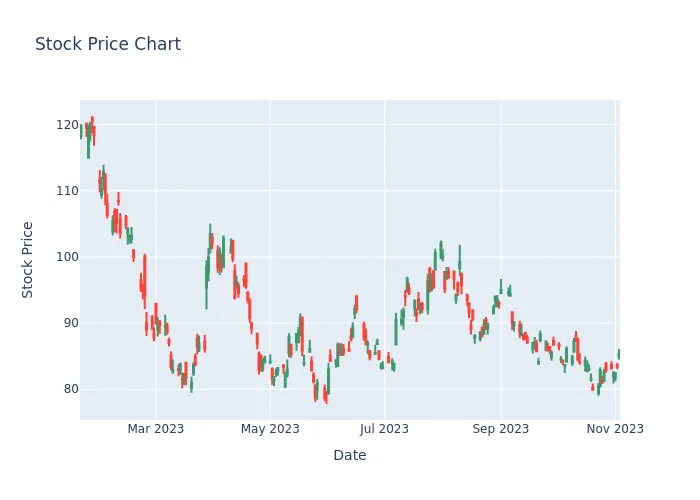 Stock Price Chart
120
110
100
90
80
Stock Price
Mar 2023
May 2023
Jul 2023
Sep 2023
Nov 2023
Date